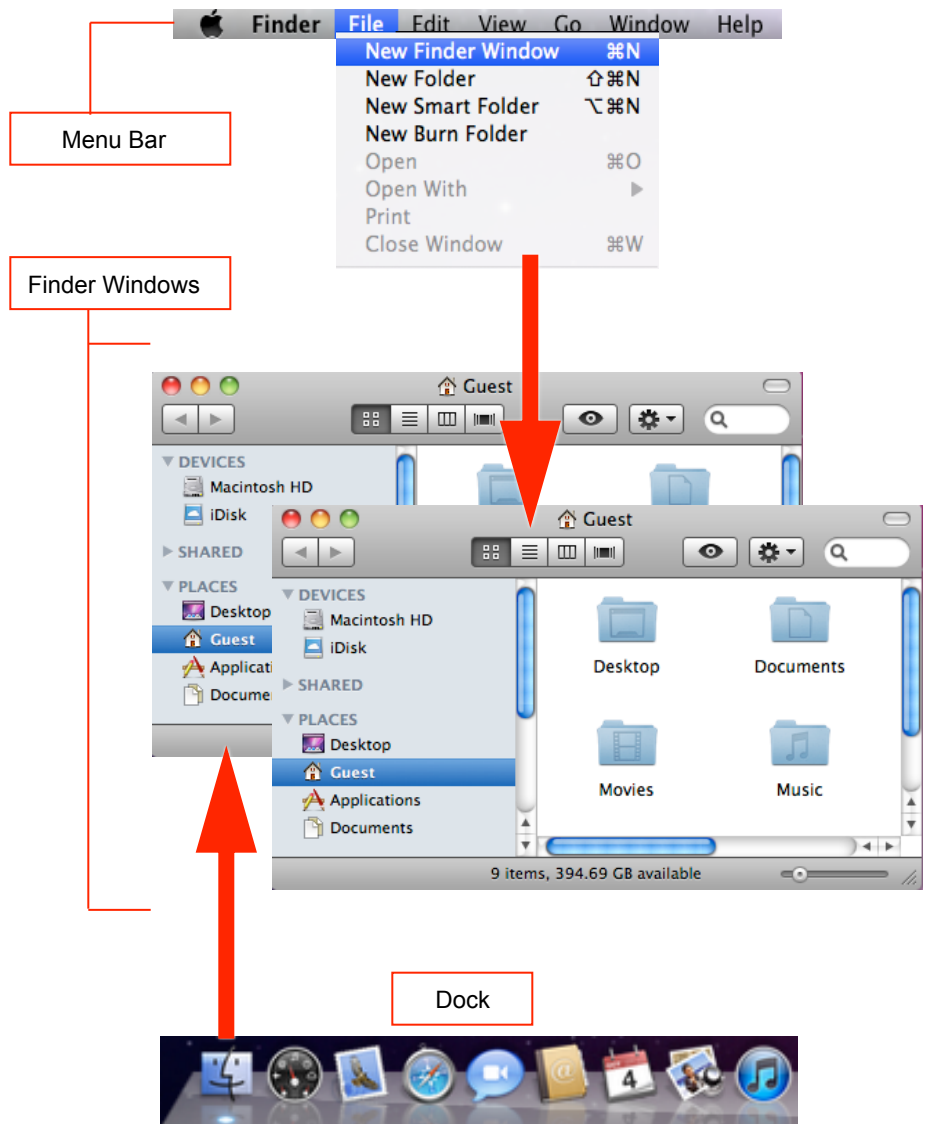 Finder File Edit View Go Window Help
New Finder Window ⌘N
New Folder ⇧⌘N
New Smart Folder ⌥⌘N
New Burn Folder
Open ⌘O
Open With ▶
Print
Close Window ⌘W
Menu Bar
Finder Windows
Guest
DEVICES
Macintosh HD
iDisk
SHARED
PLACES
Desktop
Guest
Applicati
Docume
Guest
DEVICES
Macintosh HD
iDisk
SHARED
PLACES
Desktop
Guest
Applications
Documents
Desktop Documents
Movies Music
9 items, 394.69 GB available
Dock
@
4